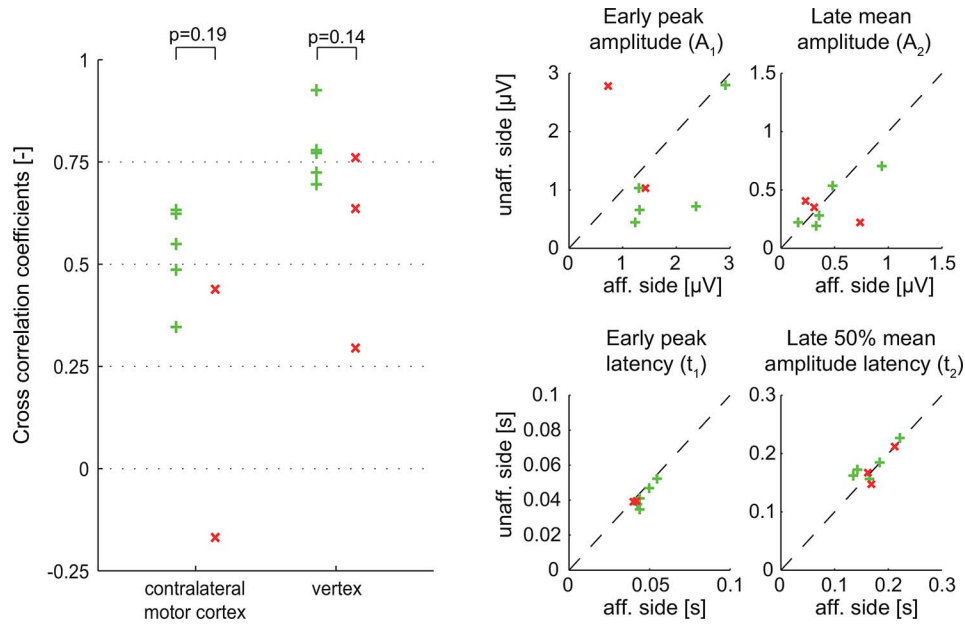 p=0.19
p=0.14
1
0.75
0.5
0.25
0
-0.25
Cross correlation coefficients [-]
contralateral
motor cortex
vertex
Early peak
amplitude (A1)
3
2
1
0
unaff. side [µV]
0
1
2
3
aff. side [µV]
Late mean
amplitude (A2)
1.5
1
0.5
0
0
0.5
1
1.5
aff. side [µV]
Early peak
latency (t1)
0.1
0.08
0.06
0.04
0.02
0
unaff. side [s]
0
0.05
0.1
aff. side [s]
Late 50% mean
amplitude latency (t2)
0.3
0.2
0.1
0
0
0.1
0.2
0.3
aff. side [s]